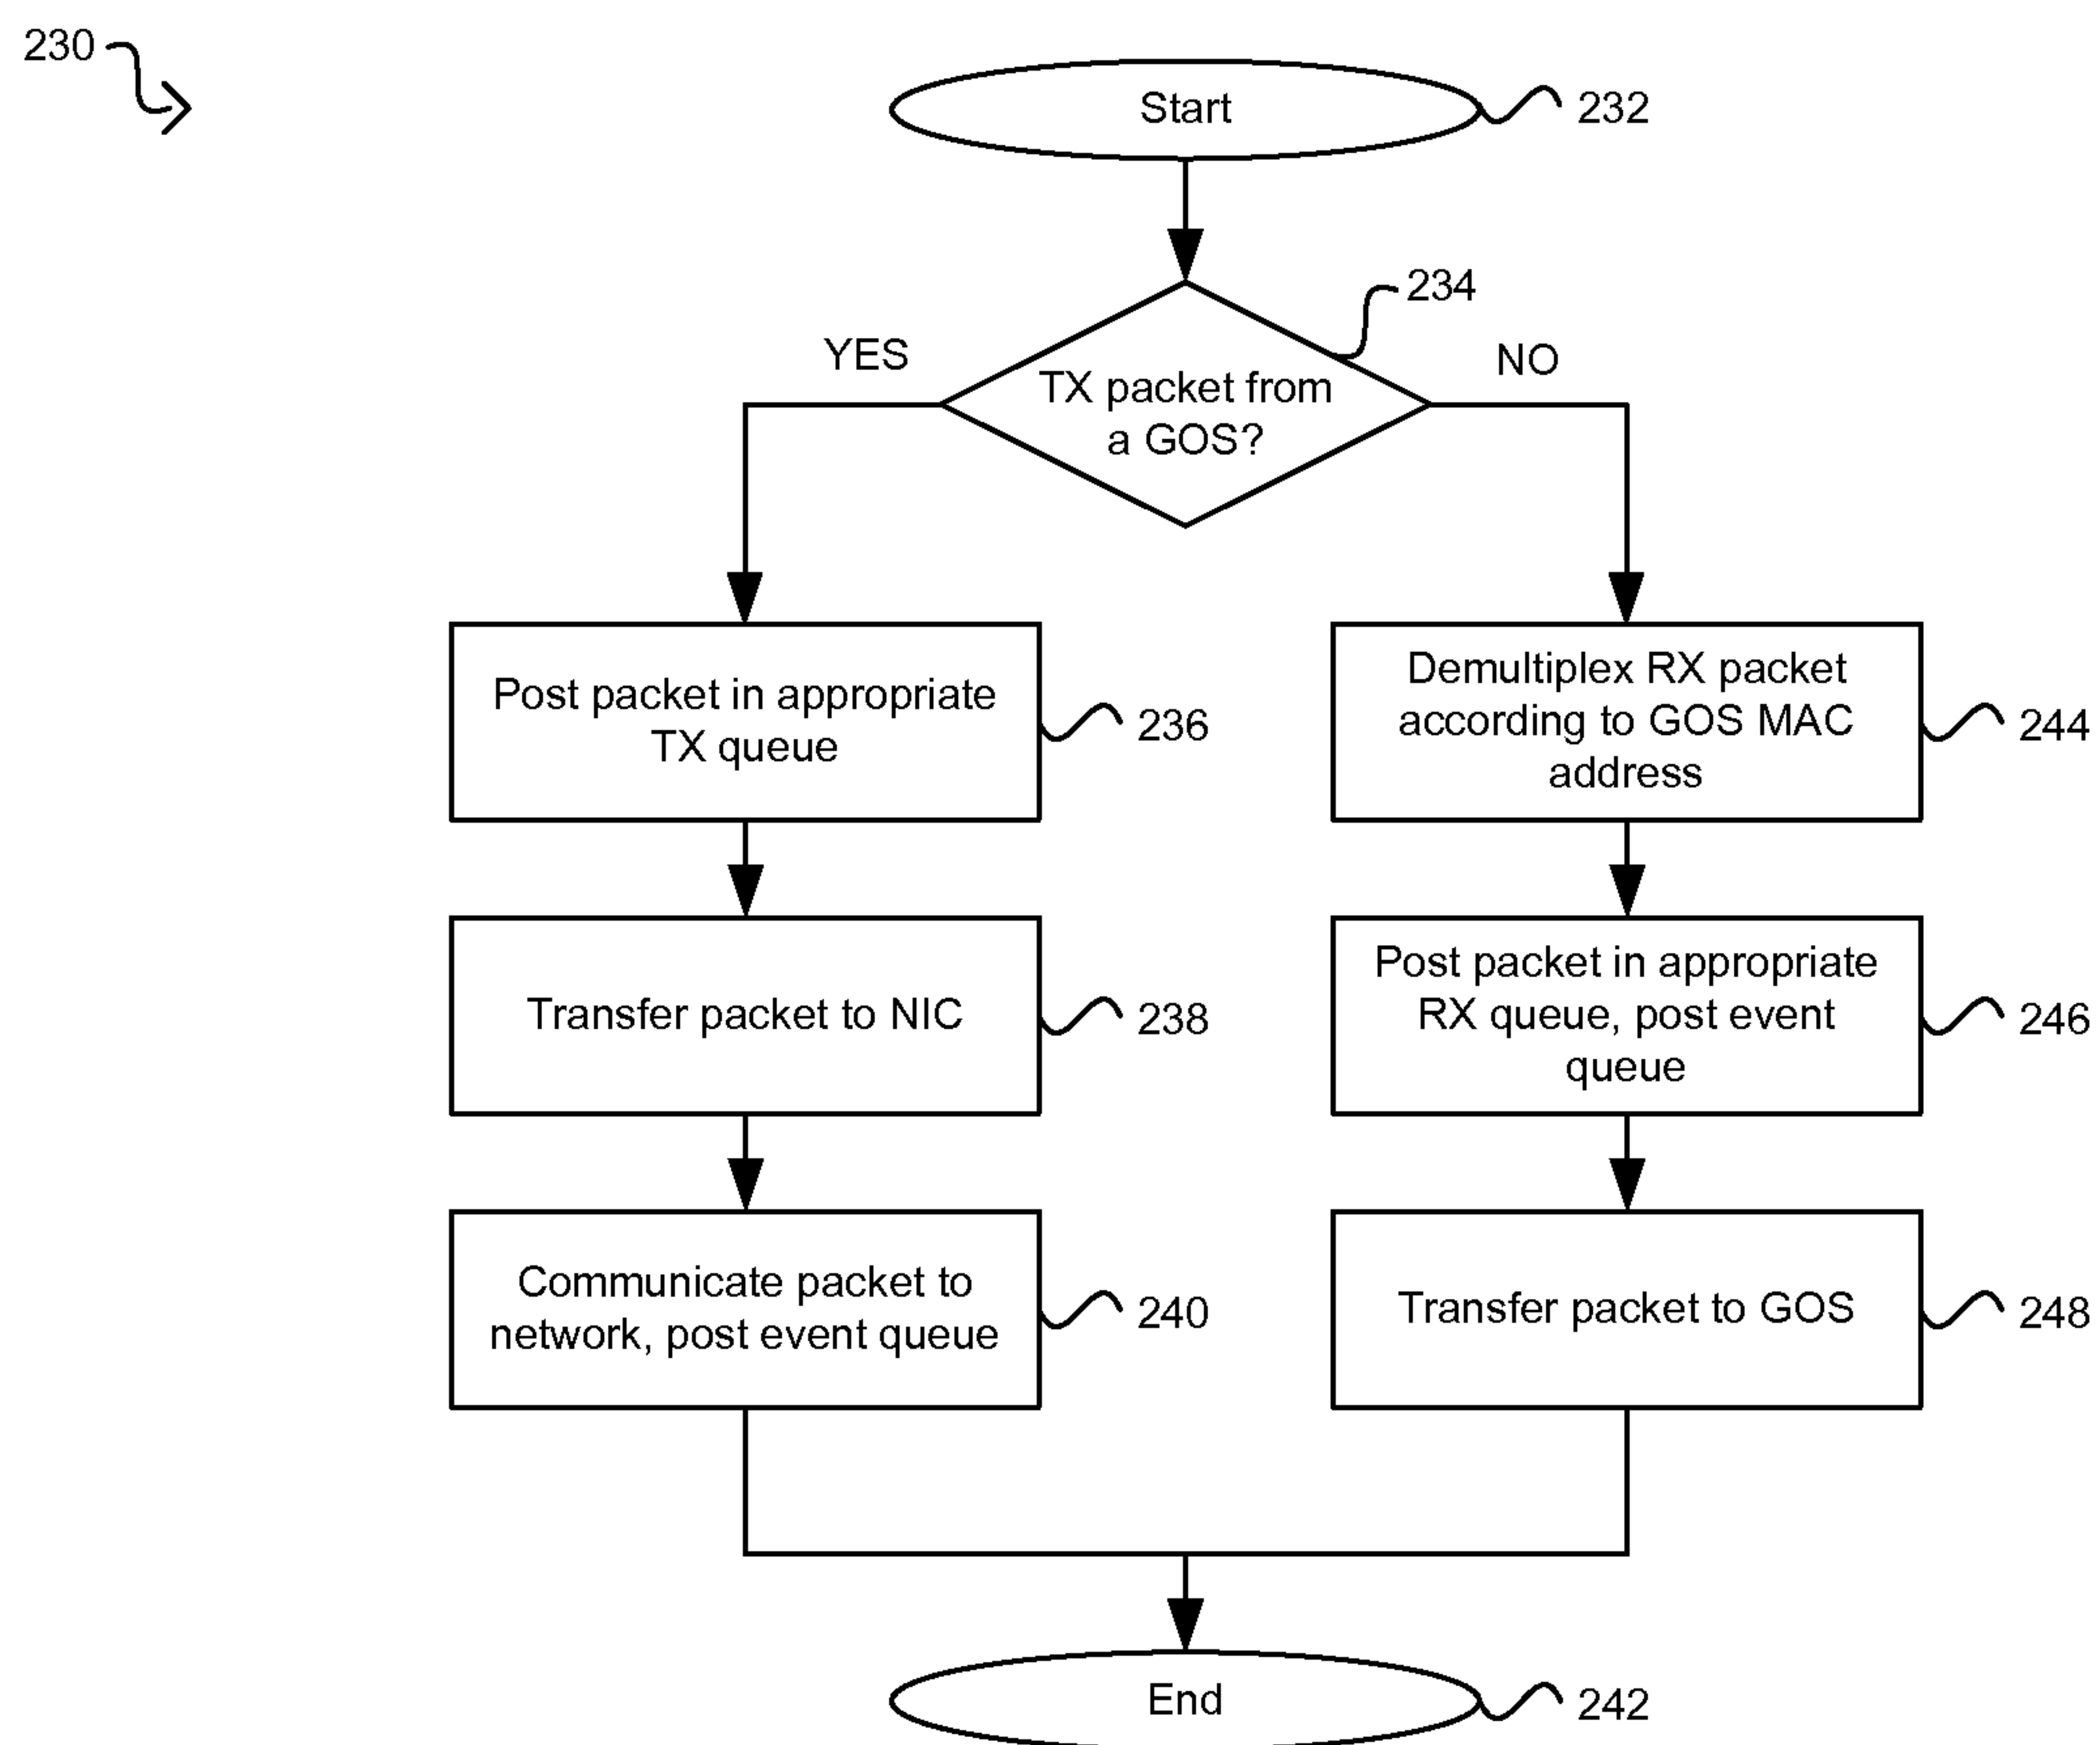 230
Start
232
234
YES
NO
TX packet from
a GOS?
Post packet in appropriate
TX queue
236
Demultiplex RX packet
according to GOS MAC
address
244
Transfer packet to NIC
238
Post packet in appropriate
RX queue, post event
queue
246
Communicate packet to
network, post event queue
240
Transfer packet to GOS
248
End
242